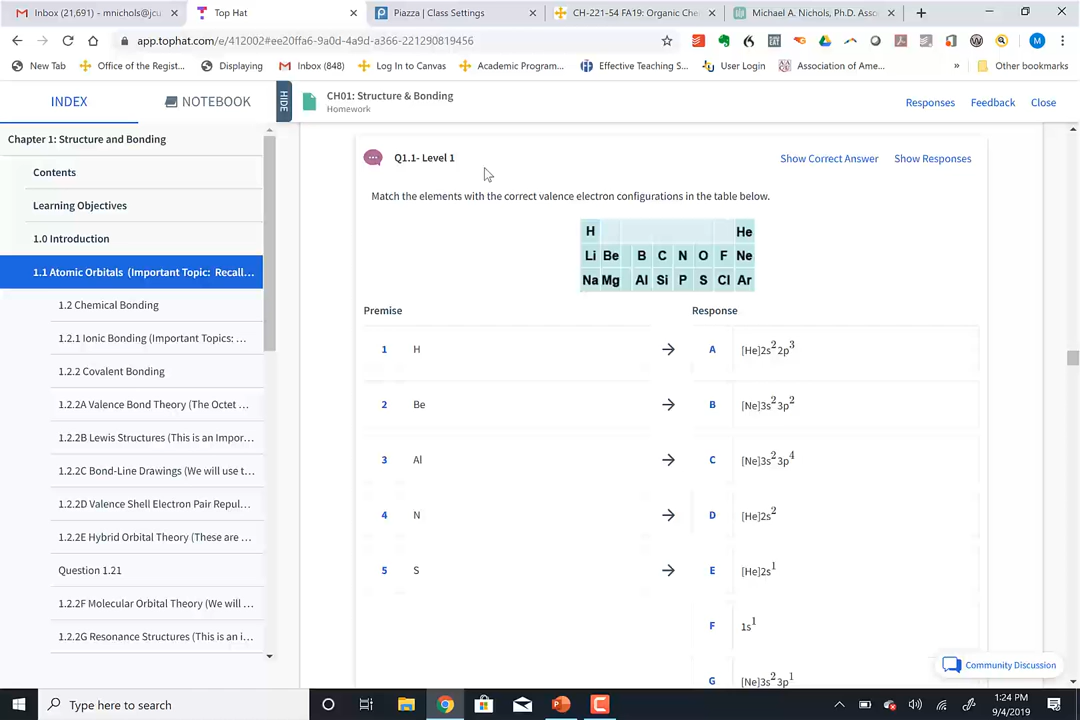 Inbox (21,691) - mnichols@jcu
Top Hat
Piazza | Class Settings
CH-221-54 FA19: Organic Che
Michael A. Nichols, Ph.D. Asso
app.tophat.com/e/412002#ee20ffa6-9a0d-4a9d-a366-221290819456
M
New Tab
Office of the Regist...
Displaying
Inbox (848)
Log In to Canvas
Academic Program...
Effective Teaching S...
User Login
Association of Ame...
»
Other bookmarks
INDEX
NOTEBOOK
HIDE
CH01: Structure & Bonding
Homework
Responses
Feedback
Close
Chapter 1: Structure and Bonding
Contents
Learning Objectives
1.0 Introduction
1.1 Atomic Orbitals (Important Topic: Recall...
1.2 Chemical Bonding
1.2.1 Ionic Bonding (Important Topics: ...
1.2.2 Covalent Bonding
1.2.2A Valence Bond Theory (The Octet ...
1.2.2B Lewis Structures (This is an Impor...
1.2.2C Bond-Line Drawings (We will use t...
1.2.2D Valence Shell Electron Pair Repul...
1.2.2E Hybrid Orbital Theory (These are ...
Question 1.21
1.2.2F Molecular Orbital Theory (We will ...
1.2.2G Resonance Structures (This is an i...
Q1.1- Level 1
Show Correct Answer
Show Responses
Match the elements with the correct valence electron configurations in the table below.
H He
Li Be B C N O F Ne
Na Mg Al Si P S Cl Ar
Premise
Response
1 H → A [He]2s²2p³
2 Be → B [Ne]3s²3p²
3 Al → C [Ne]3s²3p⁴
4 N → D [He]2s²
5 S → E [He]2s¹
F 1s¹
G [Ne]3s²3p¹
Community Discussion
Type here to search
1:24 PM
9/4/2019